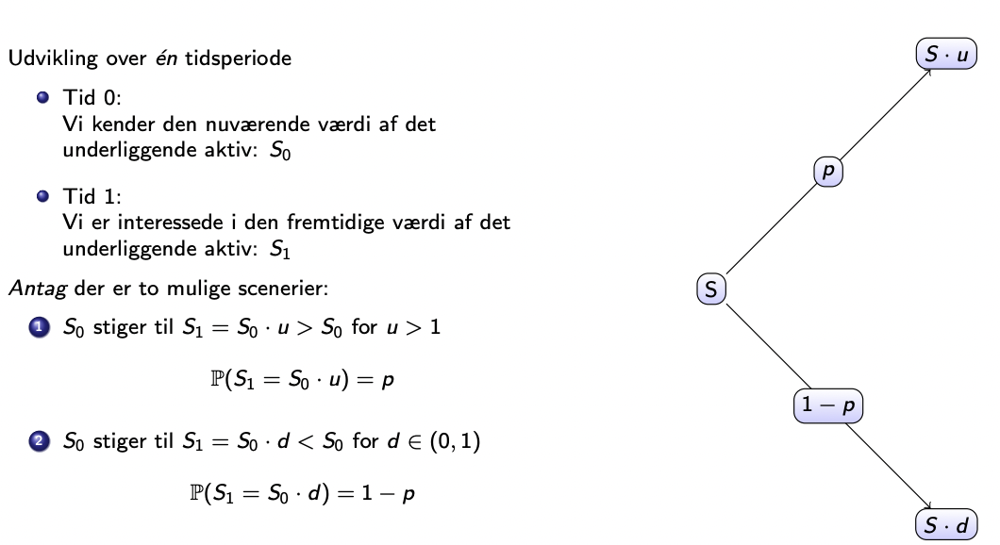 Udvikling over én tidsperiode
Tid 0:
Vi kender den nuværende værdi af det
underliggende aktiv: S₀
Tid 1:
Vi er interessede i den fremtidige værdi af det
underliggende aktiv: S₁
Antag der er to mulige scenerier:
1 S₀ stiger til S₁ = S₀ · u > S₀ for u > 1
ℙ(S₁ = S₀ · u) = p
2 S₀ stiger til S₁ = S₀ · d < S₀ for d ∈ (0, 1)
ℙ(S₁ = S₀ · d) = 1 − p
S · u
p
S
1 − p
S · d